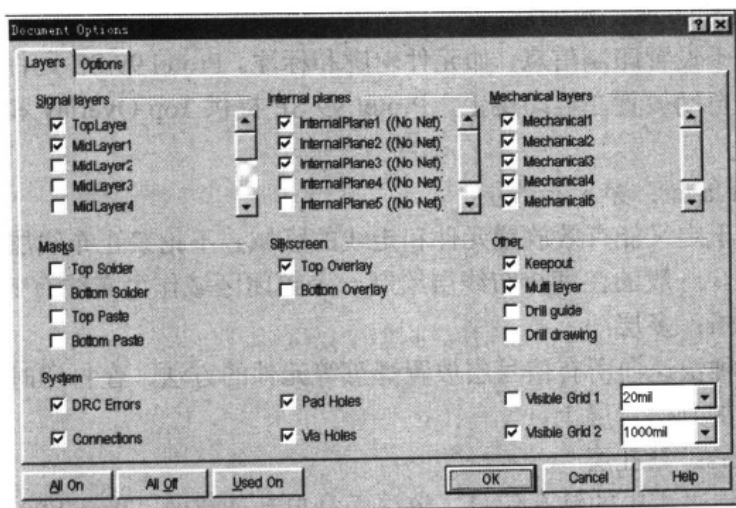 Document Options
Layers
Options
Signal layers
TopLayer
MidLayer1
MidLayer2
MidLayer3
MidLayer4
Internal planes
InternalPlane1 ((No Net)
InternalPlane2 ((No Net)
InternalPlane3 ((No Net)
InternalPlane4 ((No Net)
InternalPlane5 ((No Net)
Mechanical layers
Mechanical1
Mechanical2
Mechanical3
Mechanical4
Mechanical5
Masks
Top Solder
Bottom Solder
Top Paste
Bottom Paste
Silkscreen
Top Overlay
Bottom Overlay
Other
Keepout
Multi layer
Drill guide
Drill drawing
System
DRC Errors
Connections
Pad Holes
Via Holes
Visible Grid 1
20mil
Visible Grid 2
1000mil
All On
All Off
Used On
OK
Cancel
Help